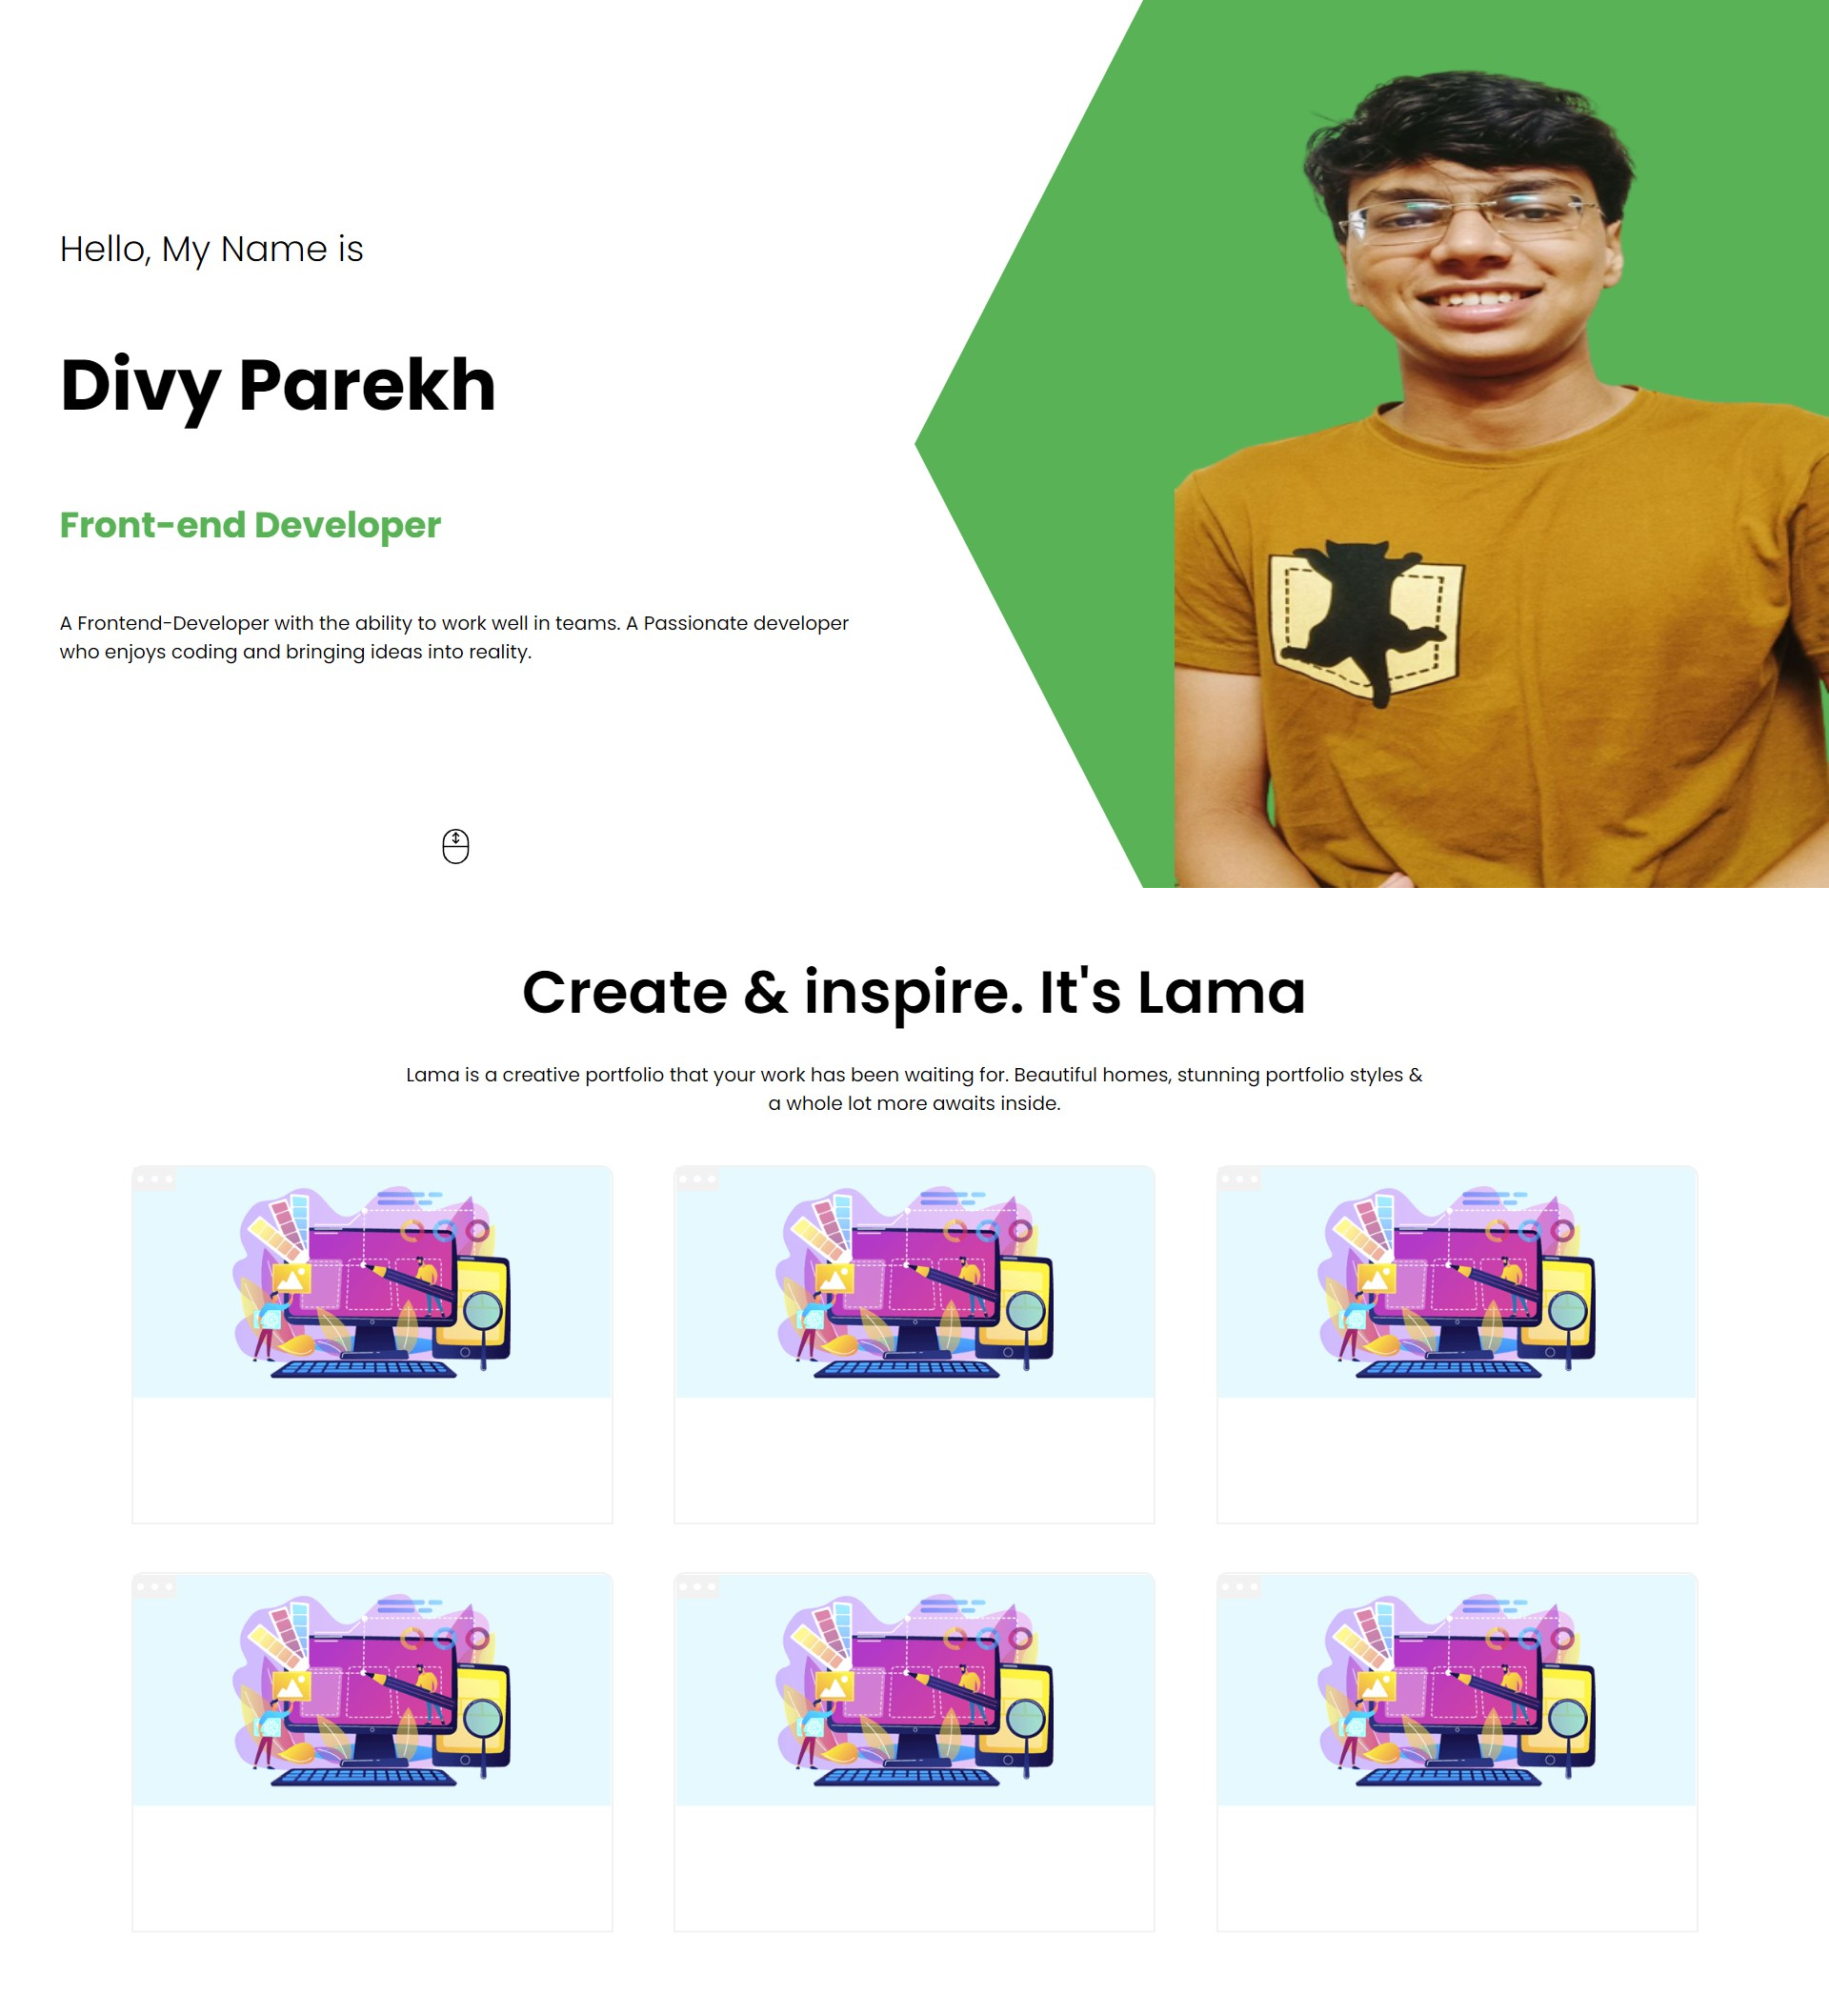 Hello, My Name is
Divy Parekh
Front-end Developer
A Frontend-Developer with the ability to work well in teams. A Passionate developer
who enjoys coding and bringing ideas into reality.
Create & inspire. It's Lama
Lama is a creative portfolio that your work has been waiting for. Beautiful homes, stunning portfolio styles &
a whole lot more awaits inside.